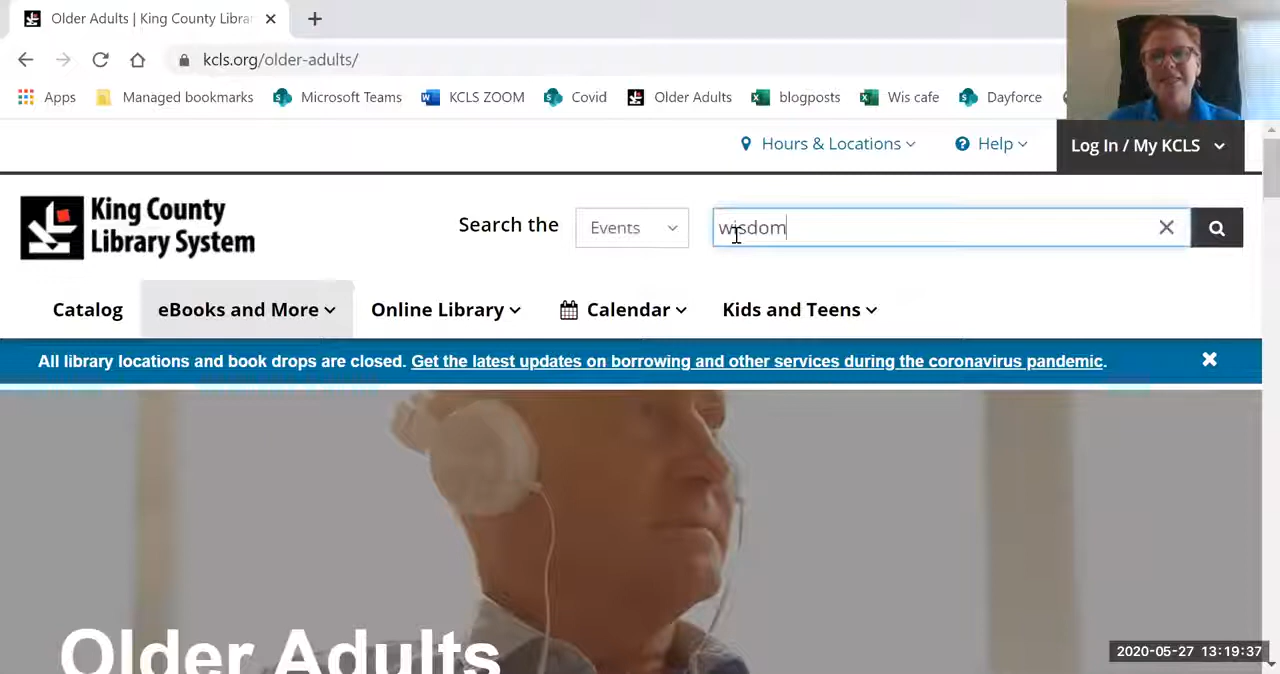 Older Adults | King County Libra
kcls.org/older-adults/
Apps Managed bookmarks Microsoft Teams KCLS ZOOM Covid Older Adults blogposts Wis cafe Dayforce
Hours & Locations Help Log In / My KCLS
King County
Library System
Search the Events wisdom
Catalog eBooks and More Online Library Calendar Kids and Teens
All library locations and book drops are closed. Get the latest updates on borrowing and other services during the coronavirus pandemic.
Older Adults
2020-05-27 13:19:37